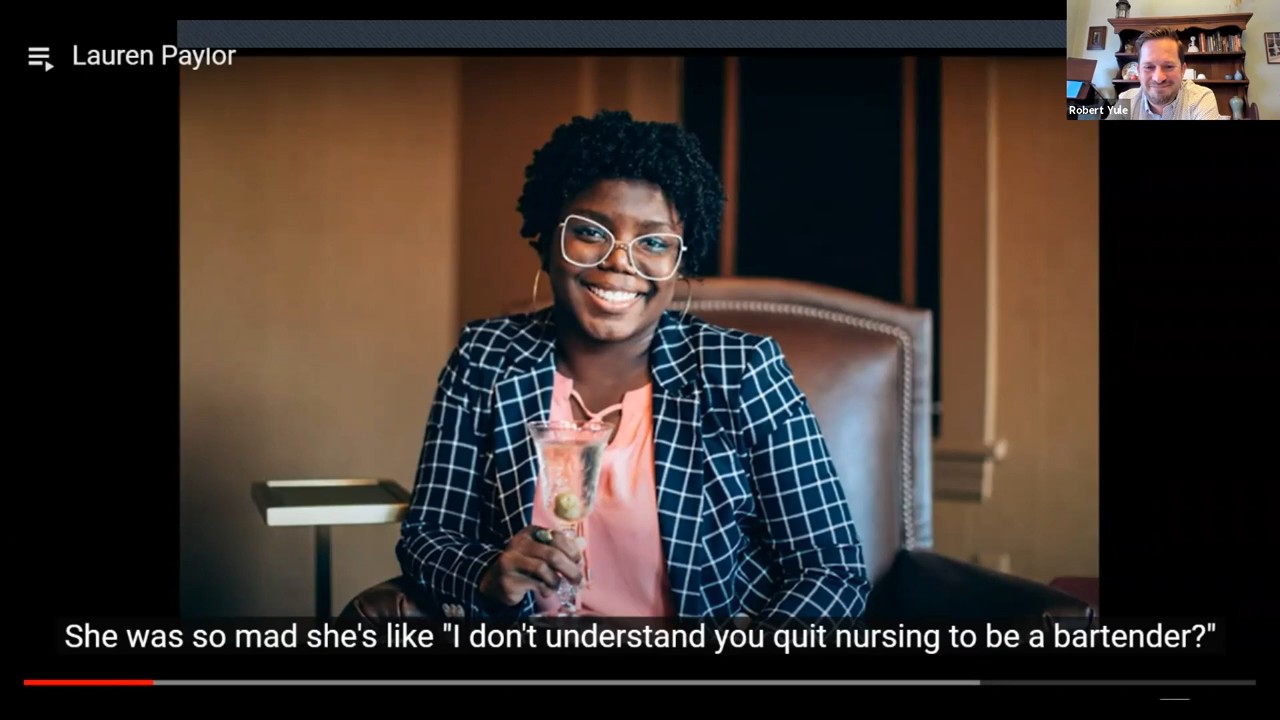 Lauren Paylor
Robert Yule
She was so mad she's like "I don't understand you quit nursing to be a bartender?"